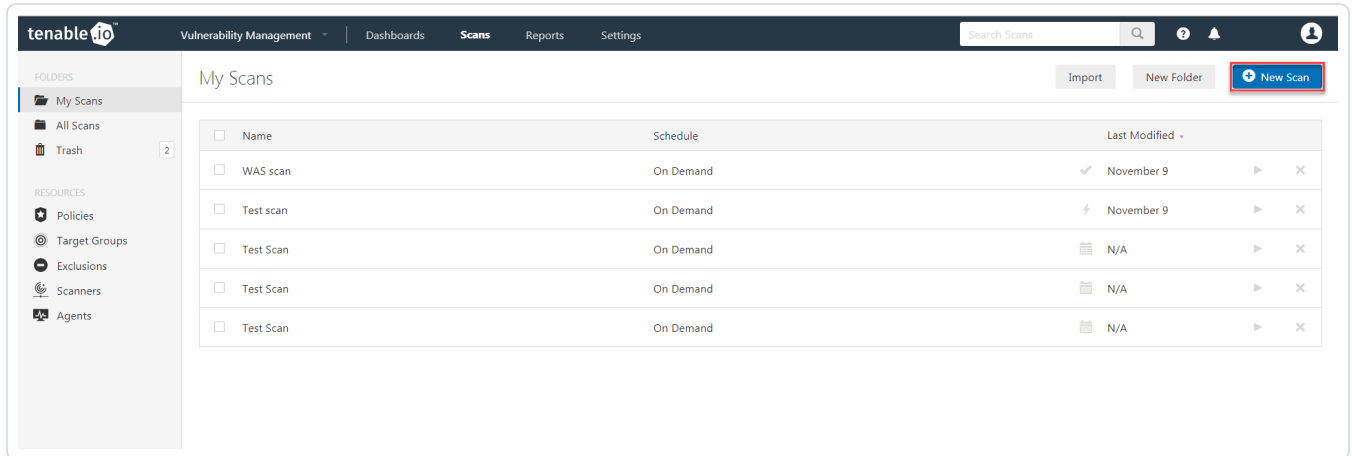 tenable.io™ Vulnerability Management Dashboards Scans Reports Settings Search Scans
FOLDERS
My Scans
All Scans
Trash 2
RESOURCES
Policies
Target Groups
Exclusions
Scanners
Agents
My Scans Import New Folder New Scan
Name Schedule Last Modified
WAS scan On Demand November 9
Test scan On Demand November 9
Test Scan On Demand N/A
Test Scan On Demand N/A
Test Scan On Demand N/A